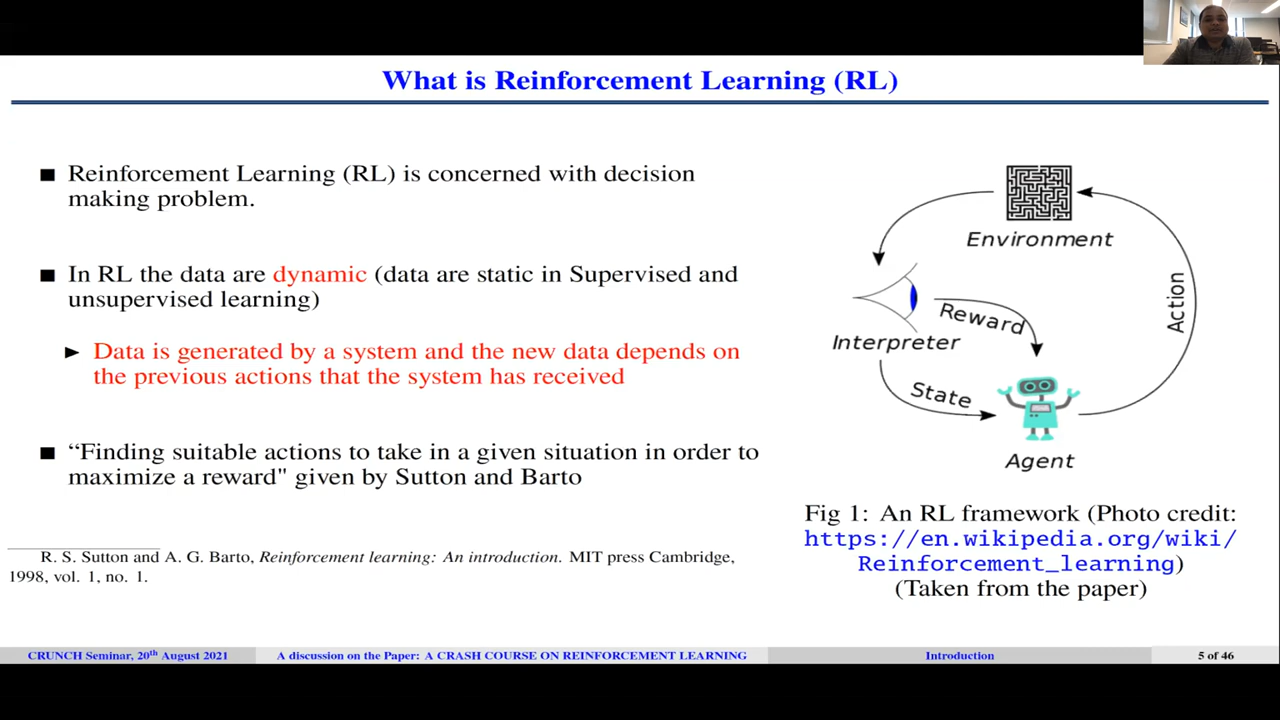 What is Reinforcement Learning (RL)
■ Reinforcement Learning (RL) is concerned with decision
making problem.
■ In RL the data are dynamic (data are static in Supervised and
unsupervised learning)
► Data is generated by a system and the new data depends on
the previous actions that the system has received
■ “Finding suitable actions to take in a given situation in order to
maximize a reward" given by Sutton and Barto
R. S. Sutton and A. G. Barto, Reinforcement learning: An introduction. MIT press Cambridge,
1998, vol. 1, no. 1.
Environment
Reward
Interpreter
Action
State
Agent
Fig 1: An RL framework (Photo credit:
https://en.wikipedia.org/wiki/
Reinforcement_learning)
(Taken from the paper)
CRUNCH Seminar, 20th August 2021
A discussion on the Paper: A CRASH COURSE ON REINFORCEMENT LEARNING
Introduction
5 of 46